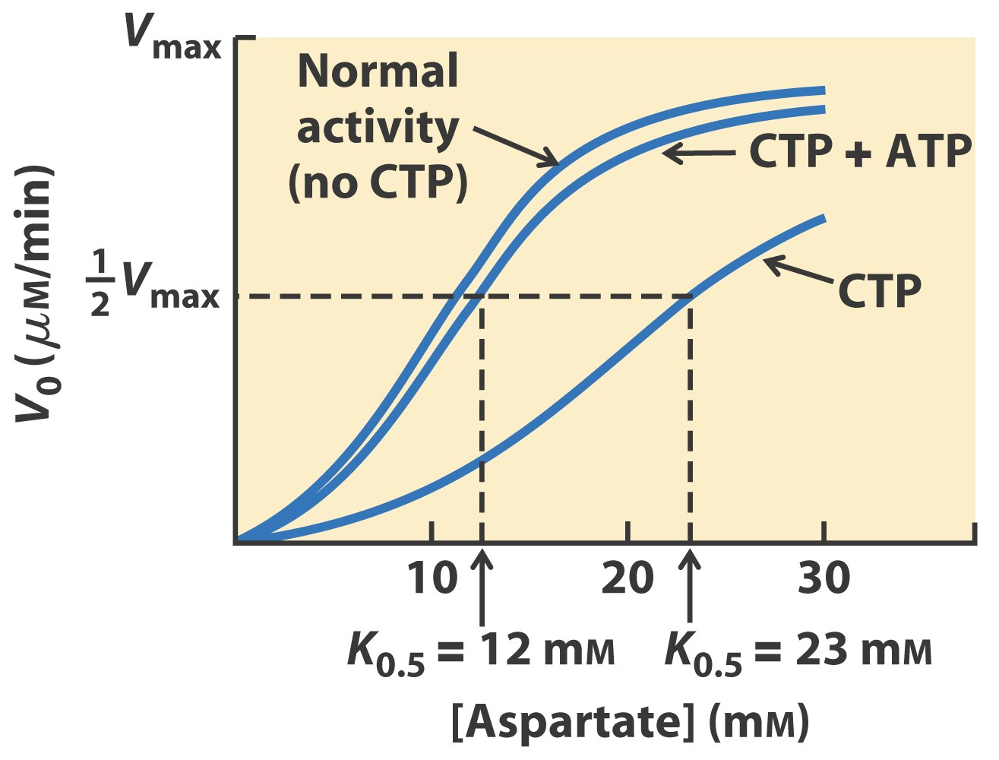 Vmax
Normal
activity
(no CTP)
CTP + ATP
V0 (μM/min)
1/2 Vmax
CTP
10 20 30
K0.5 = 12 mM K0.5 = 23 mM
[Aspartate] (mM)